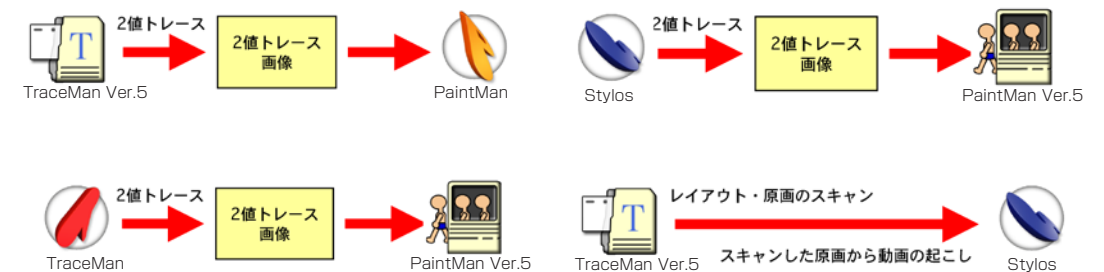 2値トレース
2値トレース
画像
T
TraceMan Ver.5
PaintMan
2値トレース
2値トレース
画像
Stylos
PaintMan Ver.5
2値トレース
2値トレース
画像
TraceMan
PaintMan Ver.5
レイアウト・原画のスキャン
T
スキャンした原画から動画の起こし
TraceMan Ver.5
Stylos